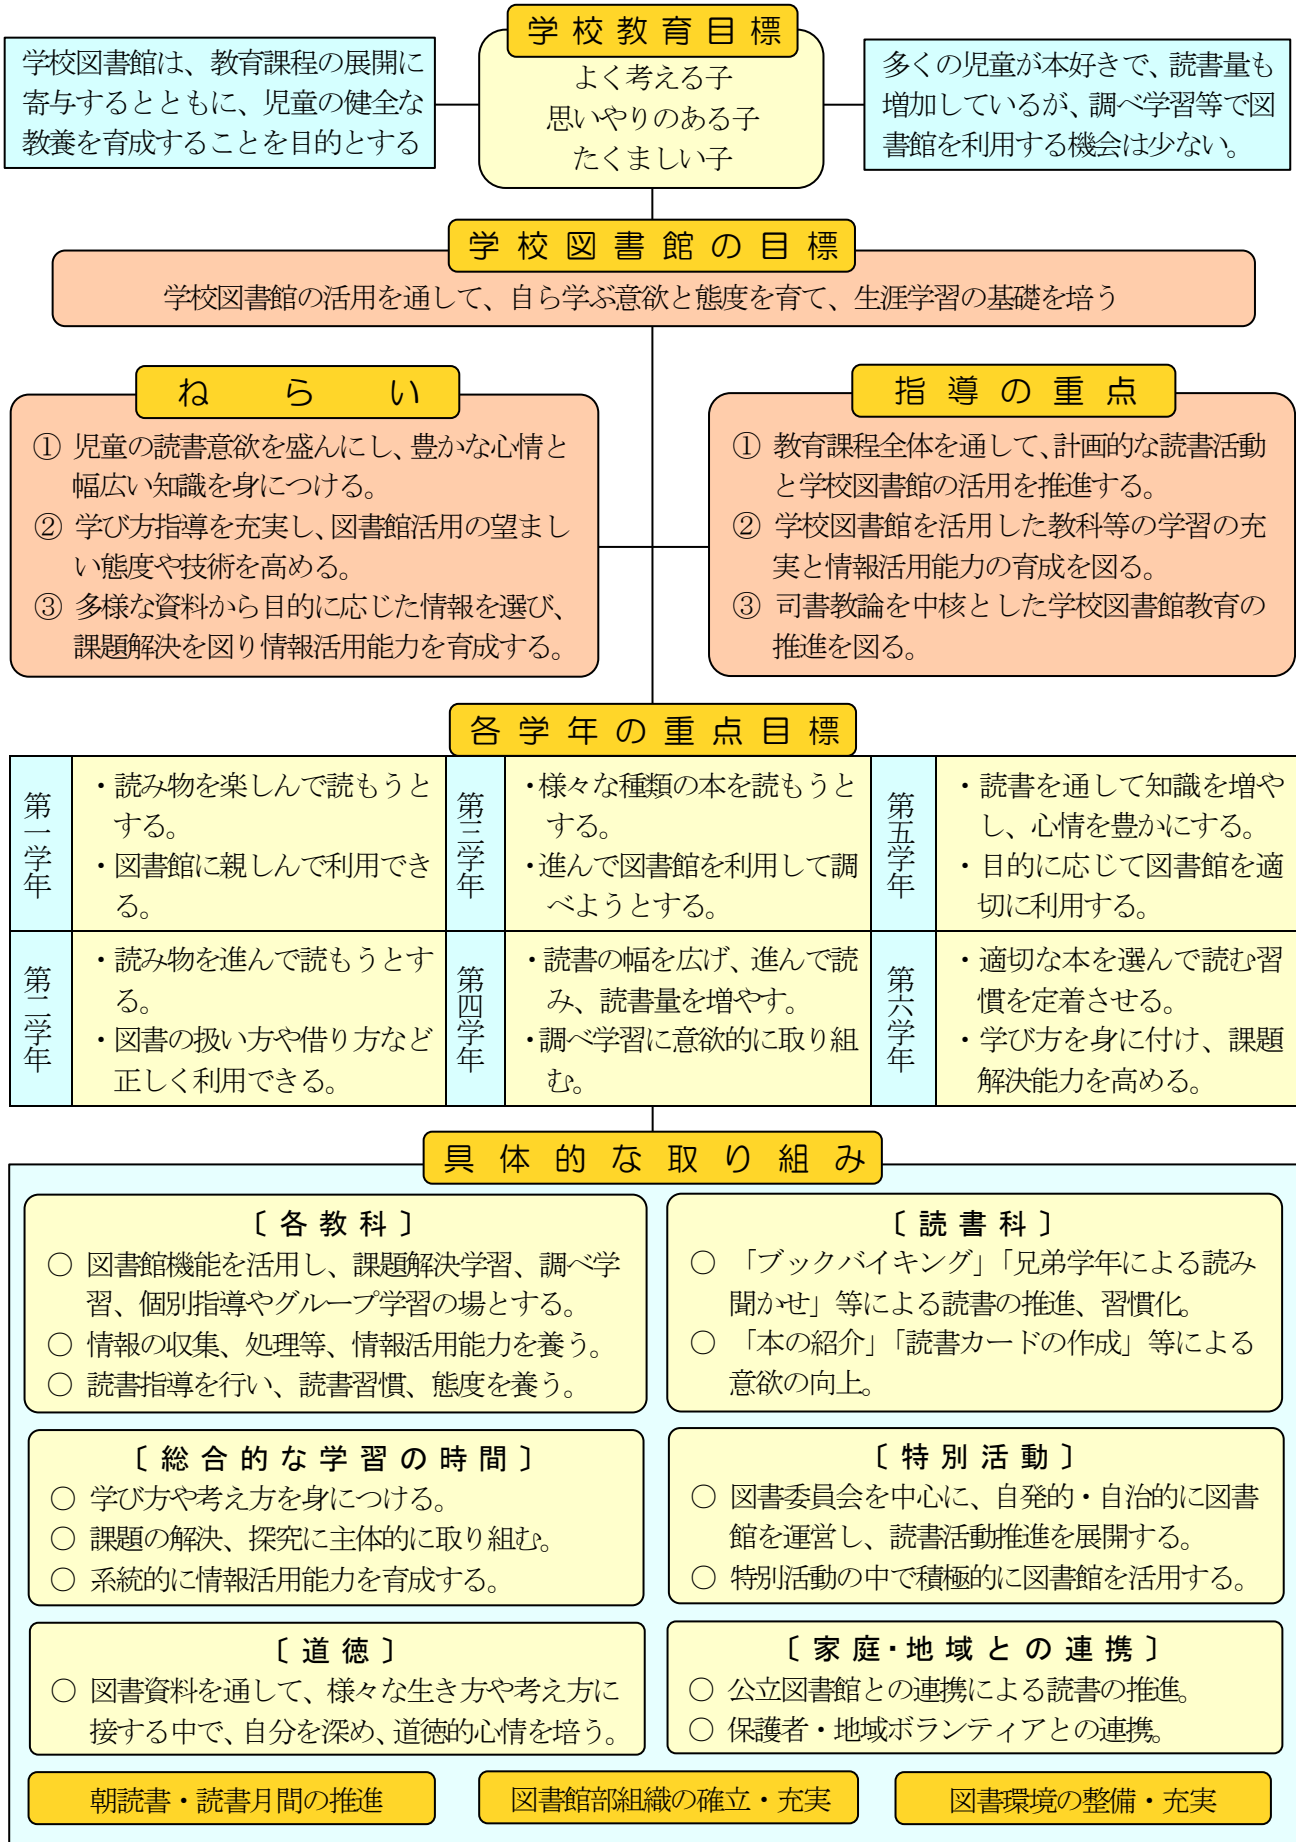 学校教育目標
学校図書館は、教育課程の展開に
寄与するとともに、児童の健全な
教養を育成することを目的とする
よく考える子
思いやりのある子
たくましい子
多くの児童が本好きで、読書量も
増加しているが、調べ学習等で図
書館を利用する機会は少ない。
学校図書館の目標
学校図書館の活用を通して、自ら学ぶ意欲と態度を育て、生涯学習の基礎を培う
ねらい
① 児童の読書意欲を盛んにし、豊かな心情と
幅広い知識を身につける。
② 学び方指導を充実し、図書館活用の望まし
い態度や技術を高める。
③ 多様な資料から目的に応じた情報を選び、
課題解決を図り情報活用能力を育成する。
指導の重点
① 教育課程全体を通して、計画的な読書活動
と学校図書館の活用を推進する。
② 学校図書館を活用した教科等の学習の充
実と情報活用能力の育成を図る。
③ 司書教論を中核とした学校図書館教育の
推進を図る。
各学年の重点目標
第一学年
・読み物を楽しんで読もうと
する。
・図書館に親しんで利用でき
る。
第三学年
・様々な種類の本を読もうと
する。
・進んで図書館を利用して調
べようとする。
第五学年
・読書を通して知識を増や
し、心情を豊かにする。
・目的に応じて図書館を適
切に利用する。
第二学年
・読み物を進んで読もうとす
る。
・図書の扱い方や借り方など
正しく利用できる。
第四学年
・読書の幅を広げ、進んで読
み、読書量を増やす。
・調べ学習に意欲的に取り組
む。
第六学年
・適切な本を選んで読む習
慣を定着させる。
・学び方を身に付け、課題
解決能力を高める。
具体的な取り組み
〔各教科〕
○ 図書館機能を活用し、課題解決学習、調べ学
習、個別指導やグループ学習の場とする。
○ 情報の収集、処理等、情報活用能力を養う。
○ 読書指導を行い、読書習慣、態度を養う。
〔読書科〕
○ 「ブックバイキング」「兄弟学年による読み
聞かせ」等による読書の推進、習慣化。
○ 「本の紹介」「読書カードの作成」等による
意欲の向上。
〔総合的な学習の時間〕
○ 学び方や考え方を身につける。
○ 課題の解決、探究に主体的に取り組む。
○ 系統的に情報活用能力を育成する。
〔特別活動〕
○ 図書委員会を中心に、自発的・自治的に図書
館を運営し、読書活動推進を展開する。
○ 特別活動の中で積極的に図書館を活用する。
〔道徳〕
○ 図書資料を通して、様々な生き方や考え方に
接する中で、自分を深め、道徳的心情を培う。
〔家庭・地域との連携〕
○ 公立図書館との連携による読書の推進。
○ 保護者・地域ボランティアとの連携。
朝読書・読書月間の推進
図書館部組織の確立・充実
図書環境の整備・充実